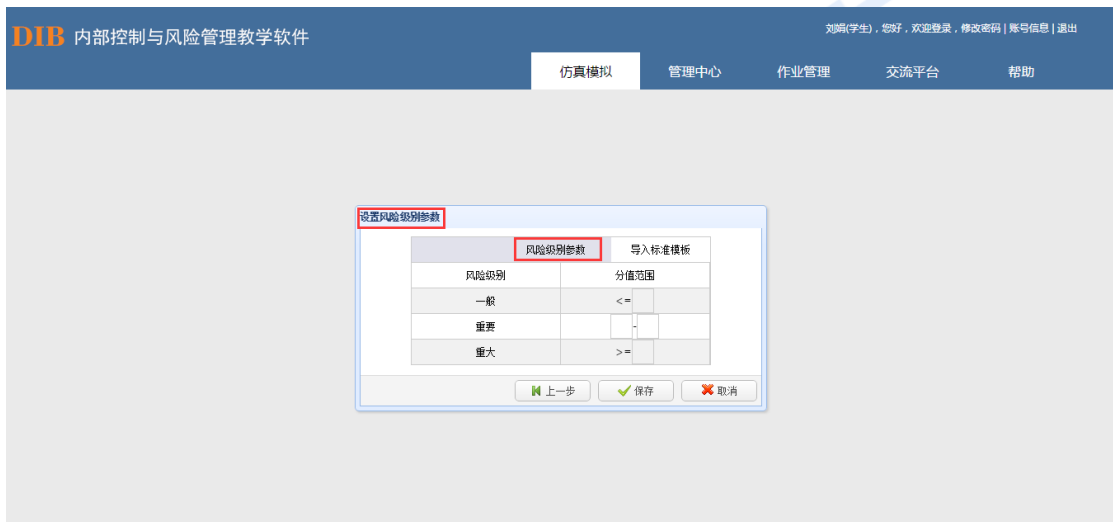 刘娟(学生)，您好，欢迎登录，修改密码 | 账号信息 | 退出
DIB 内部控制与风险管理教学软件
仿真模拟 管理中心 作业管理 交流平台 帮助
设置风险级别参数
风险级别参数 导入标准模板
风险级别 分值范围
一般 <=
重要 -
重大 >=
上一步 保存 取消